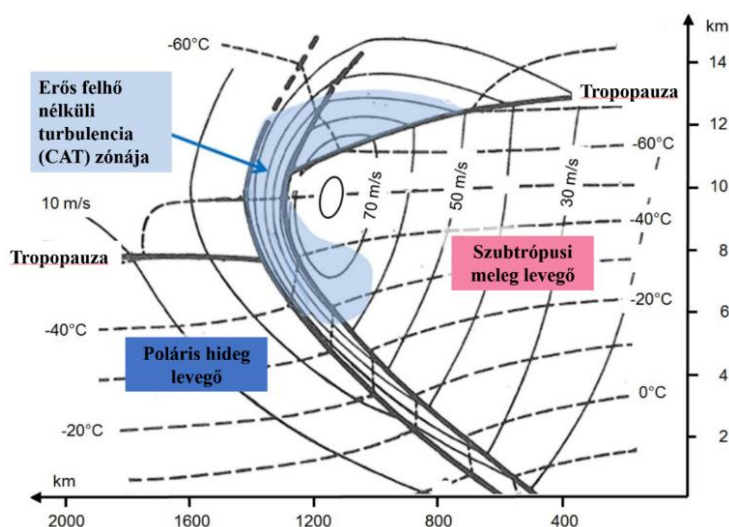 km
-60°C
14
Erős felhő
nélküli
turbulencia
(CAT) zónája
Tropopauza
12
-60°C
10 m/s
70 m/s
50 m/s
30 m/s
10
-40°C
Tropopauza
8
Szubtrópusi
meleg levegő
-20°C
6
-40°C
Poláris hideg
levegő
4
0°C
-20°C
2
km
2000
1600
1200
800
400